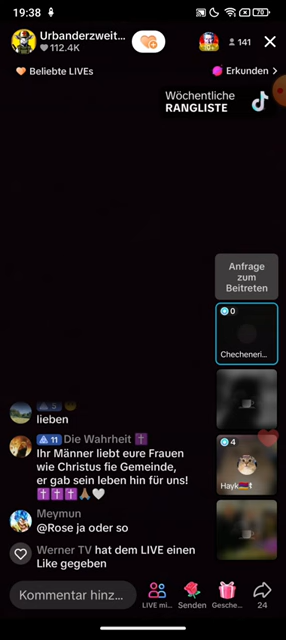 19:38
70
Urbanderzweit...
112.4K
141
Beliebte LIVEs
Erkunden
Wöchentliche
RANGLISTE
Anfrage
zum
Beitreten
0
Checheneri...
lieben
11 Die Wahrheit
Ihr Männer liebt eure Frauen
wie Christus fie Gemeinde,
er gab sein leben hin für uns!
4
Hayk
Meymun
@Rose ja oder so
Werner TV hat dem LIVE einen
Like gegeben
Kommentar hinz...
LIVE mi...
Senden
Gesche...
24